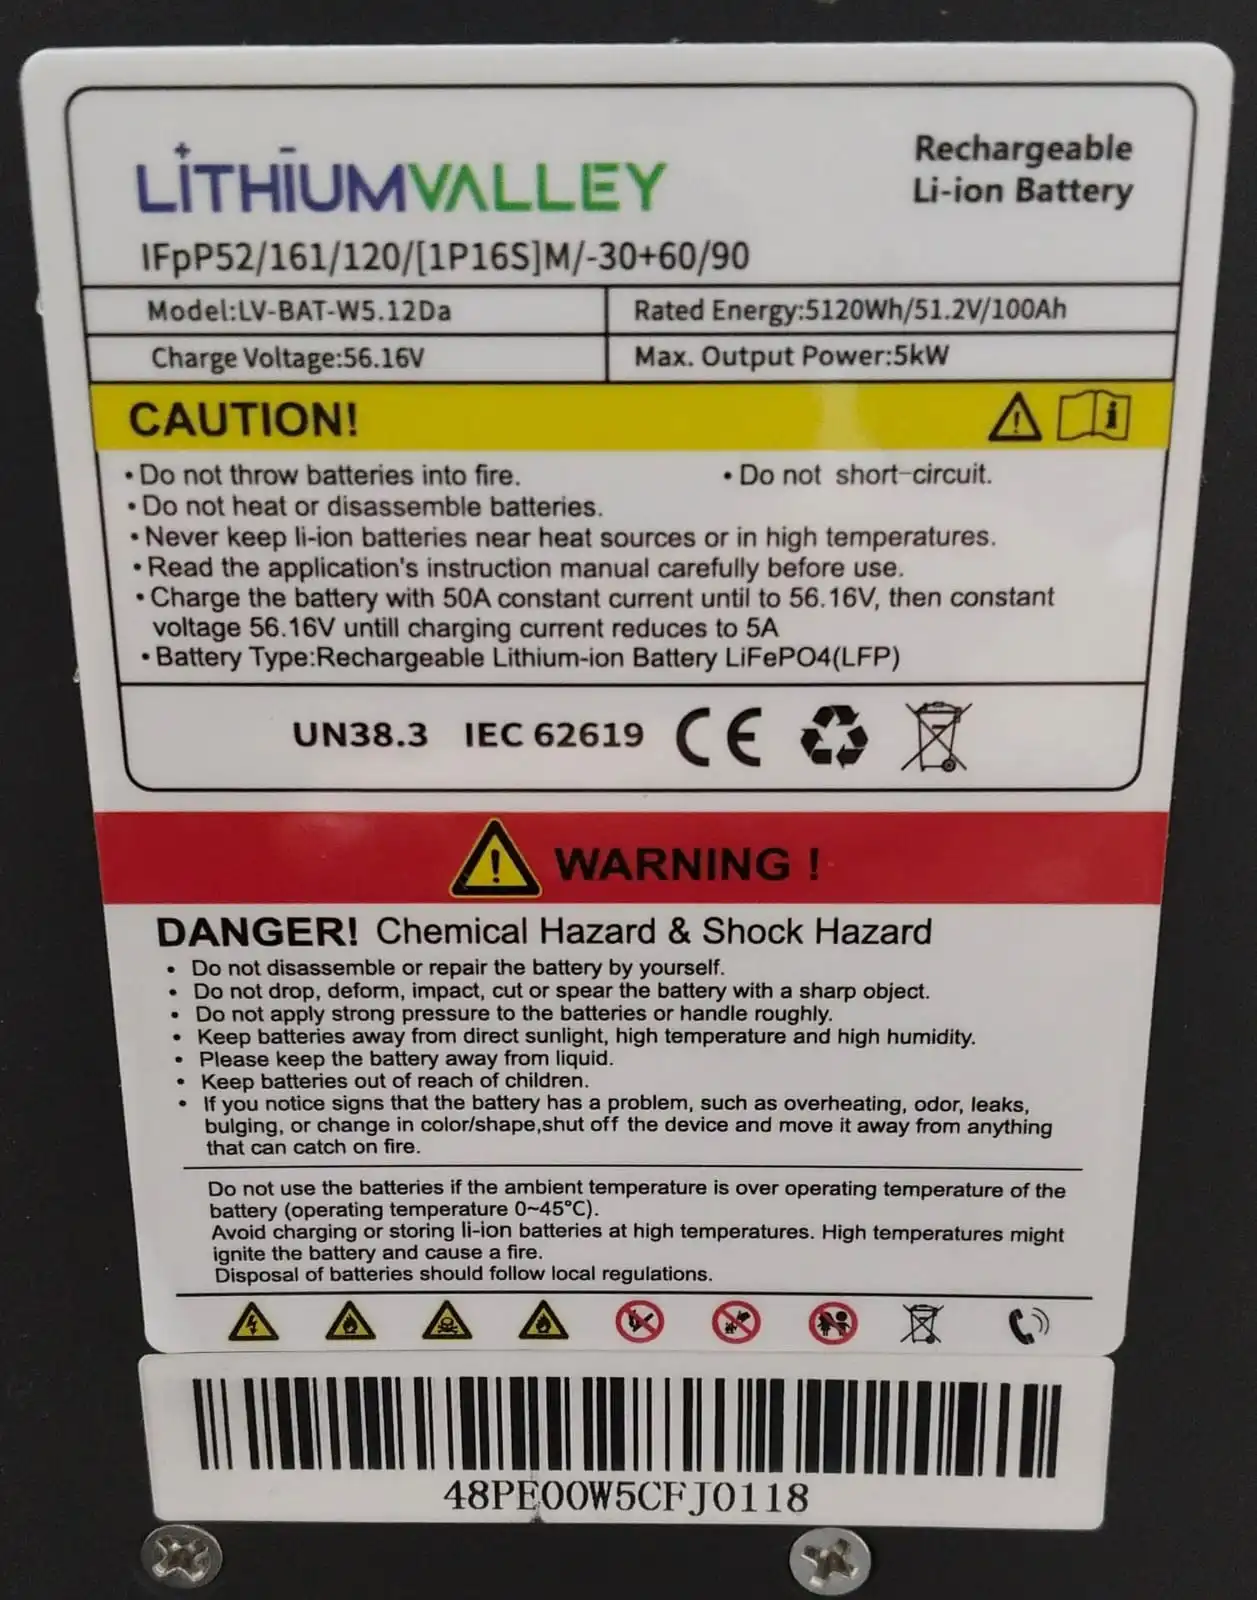 LiTHIUMVALLEY
Rechargeable
Li-ion Battery
IFpP52/161/120/[1P16S]M/-30+60/90
Model:LV-BAT-W5.12Da
Rated Energy:5120Wh/51.2V/100Ah
Charge Voltage:56.16V
Max. Output Power:5kW
CAUTION!
• Do not throw batteries into fire.
• Do not short-circuit.
• Do not heat or disassemble batteries.
• Never keep li-ion batteries near heat sources or in high temperatures.
• Read the application's instruction manual carefully before use.
• Charge the battery with 50A constant current until to 56.16V, then constant
voltage 56.16V untill charging current reduces to 5A
• Battery Type:Rechargeable Lithium-ion Battery LiFePO4(LFP)
UN38.3 IEC 62619 CE
WARNING !
DANGER! Chemical Hazard & Shock Hazard
• Do not disassemble or repair the battery by yourself.
• Do not drop, deform, impact, cut or spear the battery with a sharp object.
• Do not apply strong pressure to the batteries or handle roughly.
• Keep batteries away from direct sunlight, high temperature and high humidity.
• Please keep the battery away from liquid.
• Keep batteries out of reach of children.
• If you notice signs that the battery has a problem, such as overheating, odor, leaks,
bulging, or change in color/shape,shut off the device and move it away from anything
that can catch on fire.
Do not use the batteries if the ambient temperature is over operating temperature of the
battery (operating temperature 0~45°C).
Avoid charging or storing li-ion batteries at high temperatures. High temperatures might
ignite the battery and cause a fire.
Disposal of batteries should follow local regulations.
48PE00W5CFJ0118